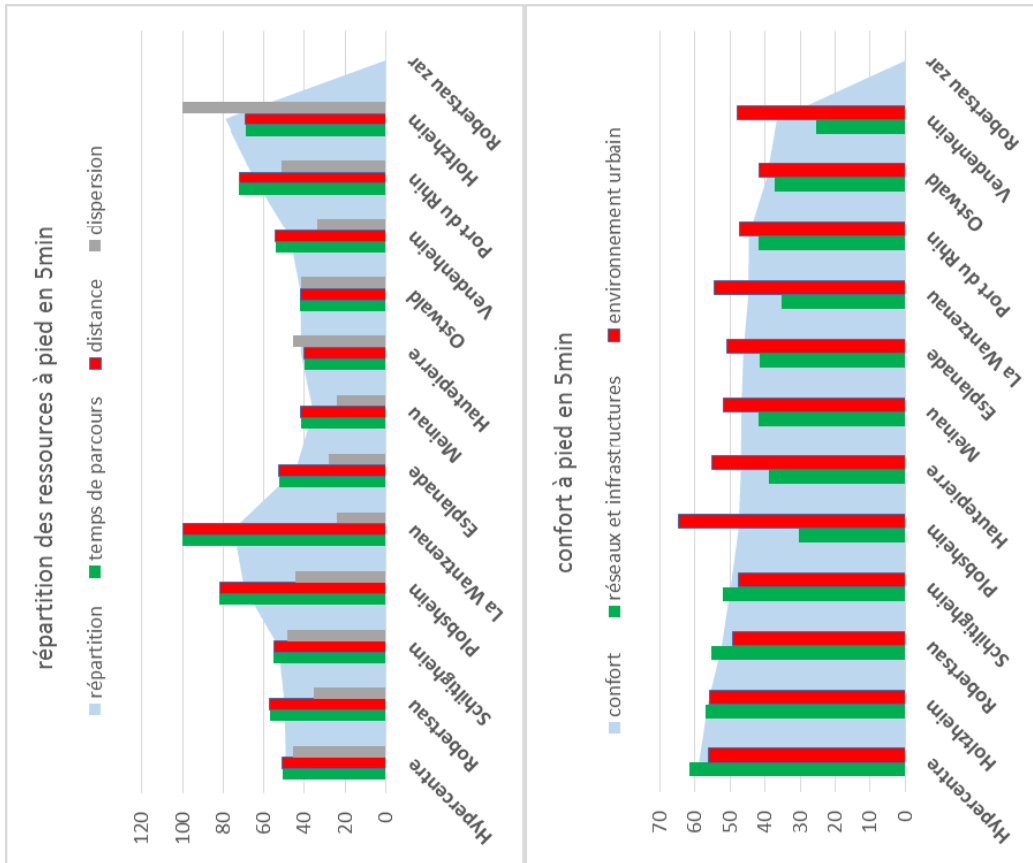 répartition des ressources à pied en 5min
répartition temps de parcours distance dispersion
120
100
80
60
40
20
0
Hypercentre
Robertsau
Schiltigheim
Plobsheim
La Wantzenau
Esplanade
Meinau
Hautepierre
Ostwald
Vendenheim
Port du Rhin
Holtzheim
Robertsau zar
confort à pied en 5min
confort réseaux et infrastructures environnement urbain
70
60
50
40
30
20
10
0
Hypercentre
Holtzheim
Robertsau
Schiltigheim
Plobsheim
Hautepierre
Meinau
Esplanade
La Wantzenau
Port du Rhin
Ostwald
Vendenheim
Robertsau zar